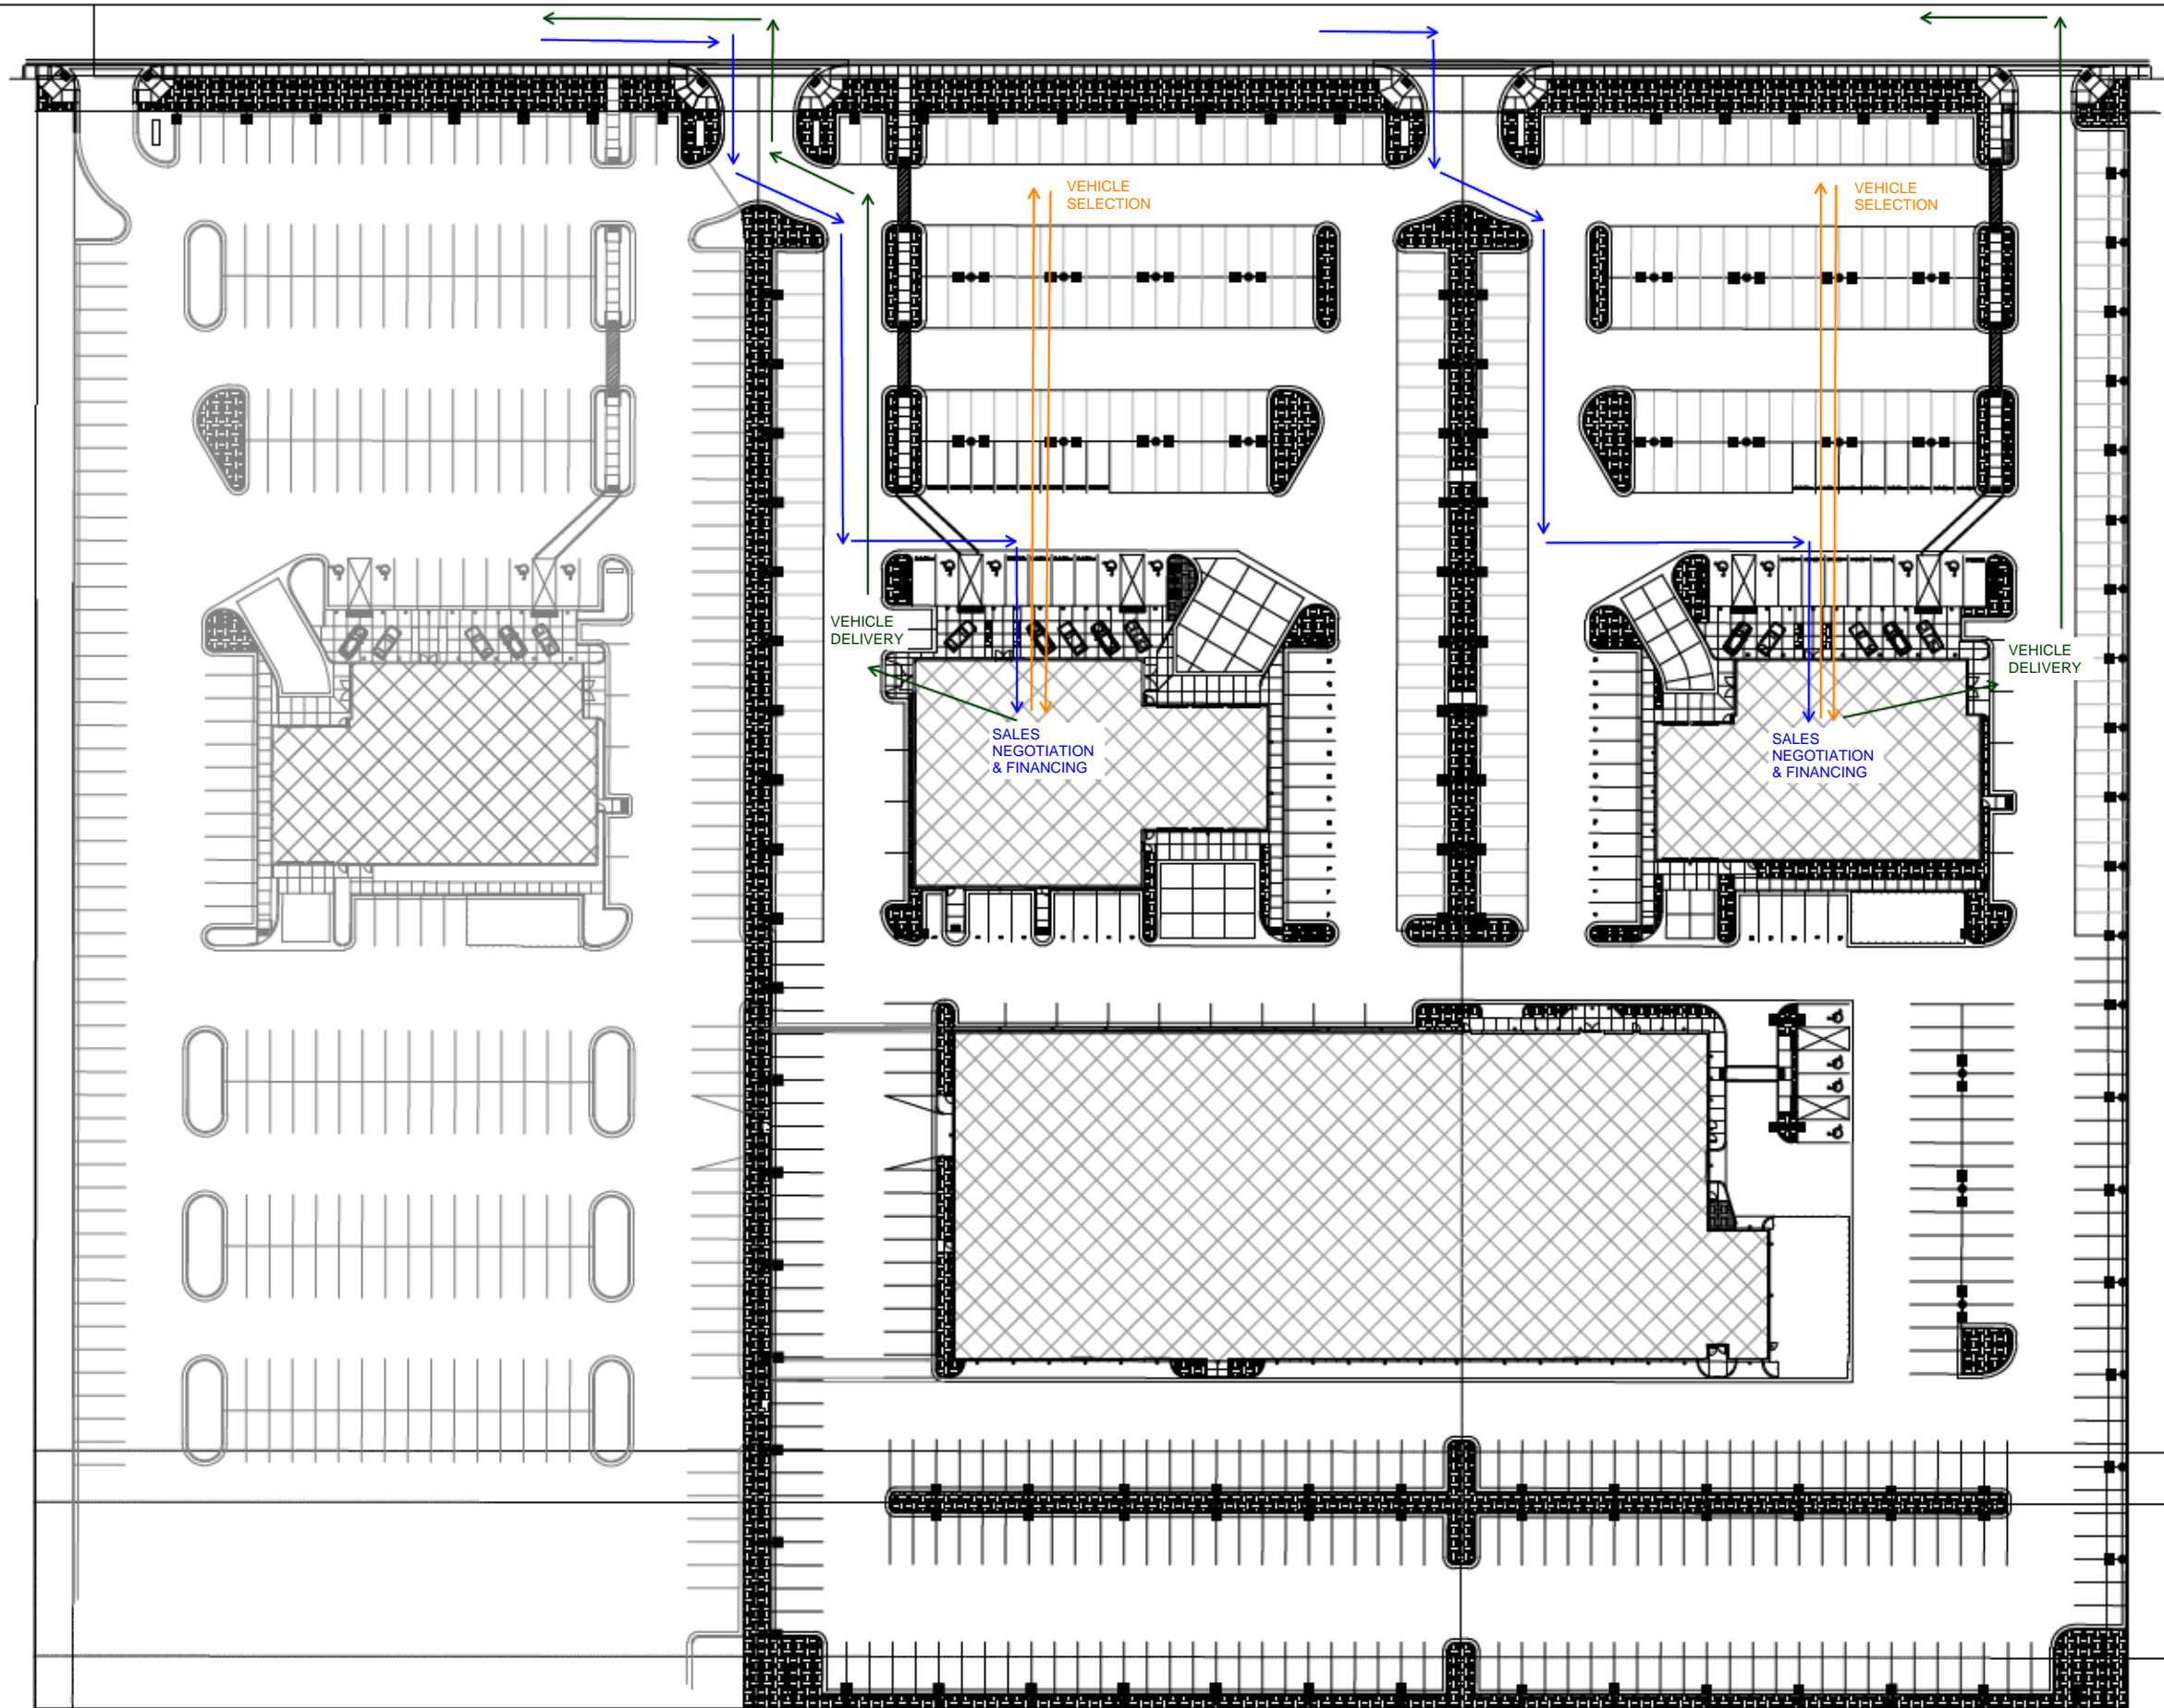 VEHICLE
SELECTION
VEHICLE
SELECTION
VEHICLE
DELIVERY
VEHICLE
DELIVERY
SALES
NEGOTIATION
& FINANCING
SALES
NEGOTIATION
& FINANCING